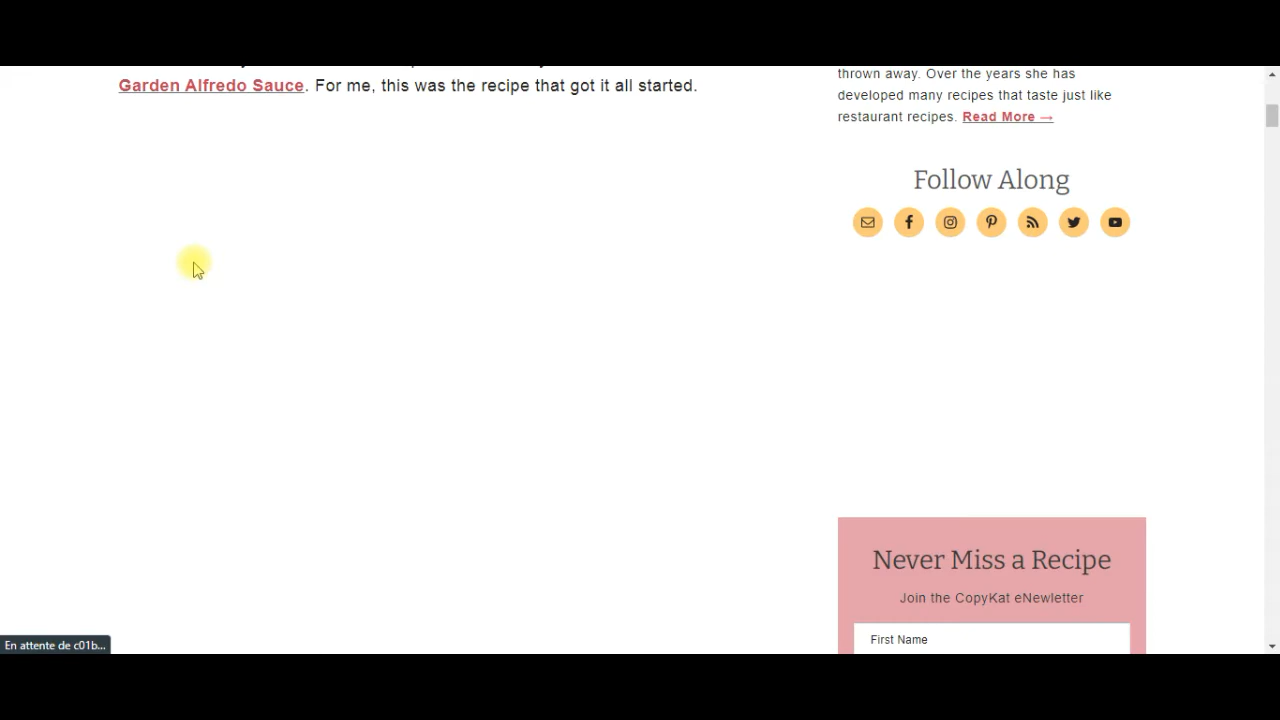 Garden Alfredo Sauce. For me, this was the recipe that got it all started.
thrown away. Over the years she has
developed many recipes that taste just like
restaurant recipes. Read More →
Follow Along
Never Miss a Recipe
Join the CopyKat eNewletter
First Name
En attente de c01b...